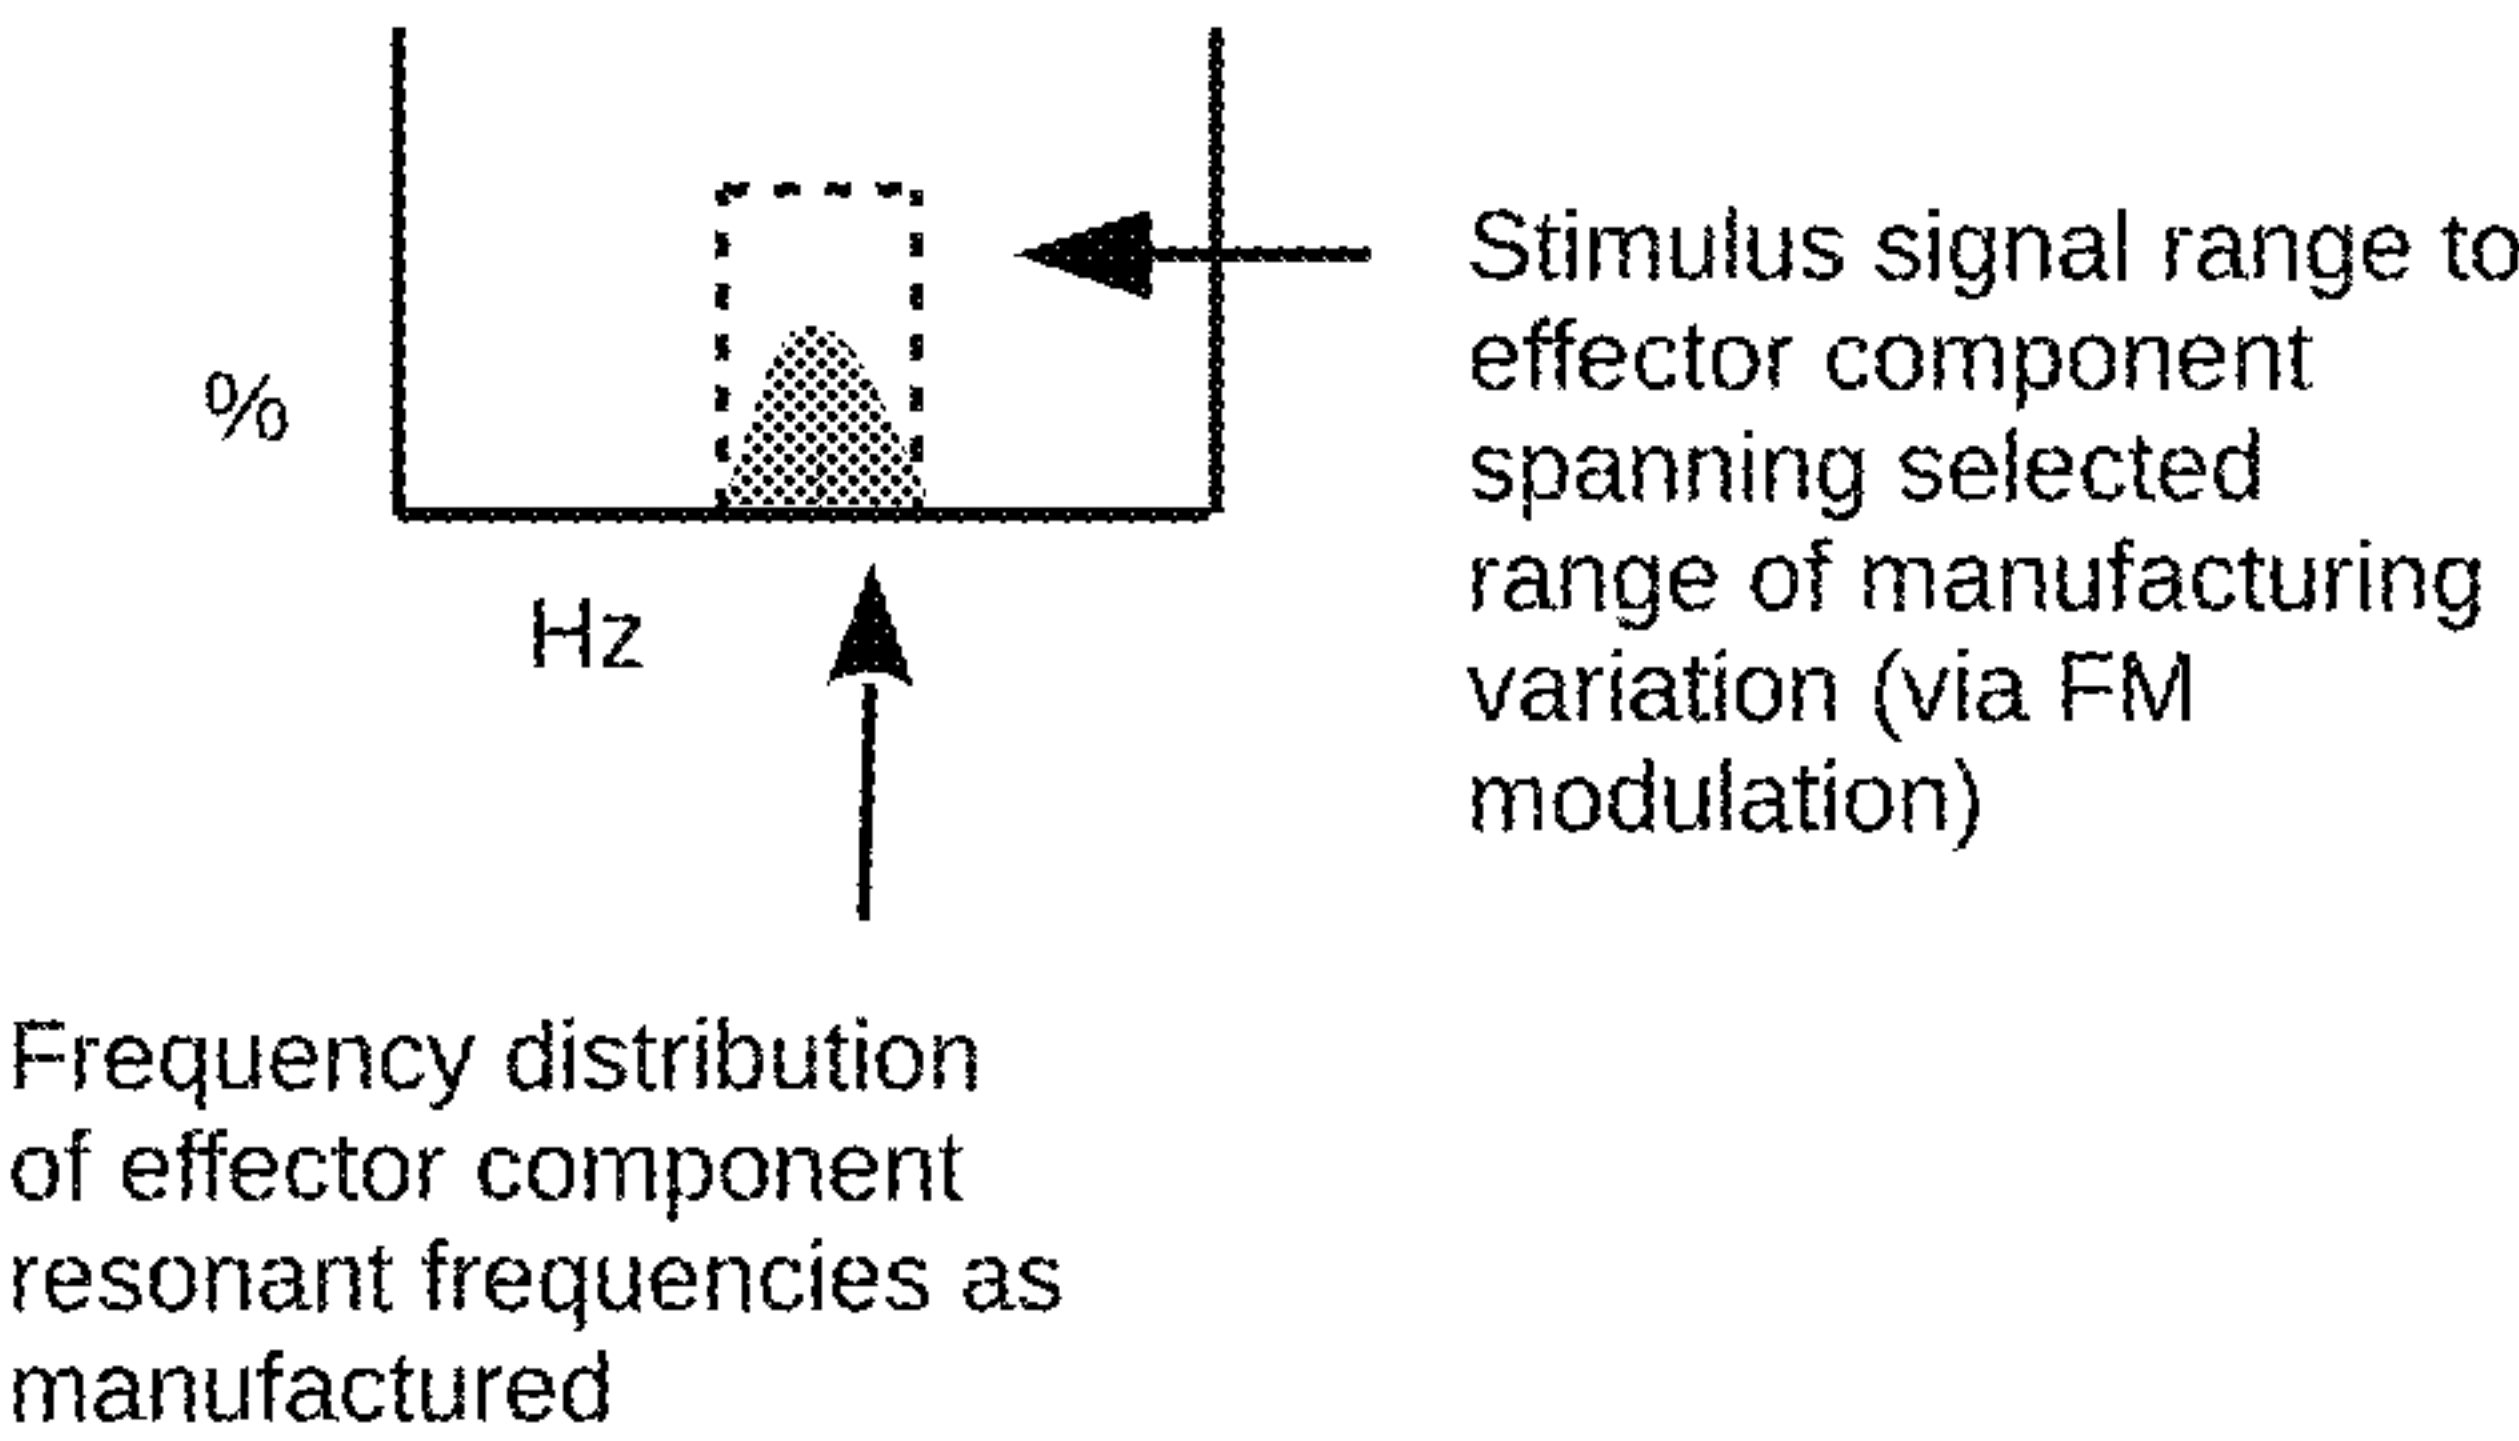 %
Hz
Stimulus signal range to
effector component
spanning selected
range of manufacturing
variation (via FM
modulation)
Frequency distribution
of effector component
resonant frequencies as
manufactured